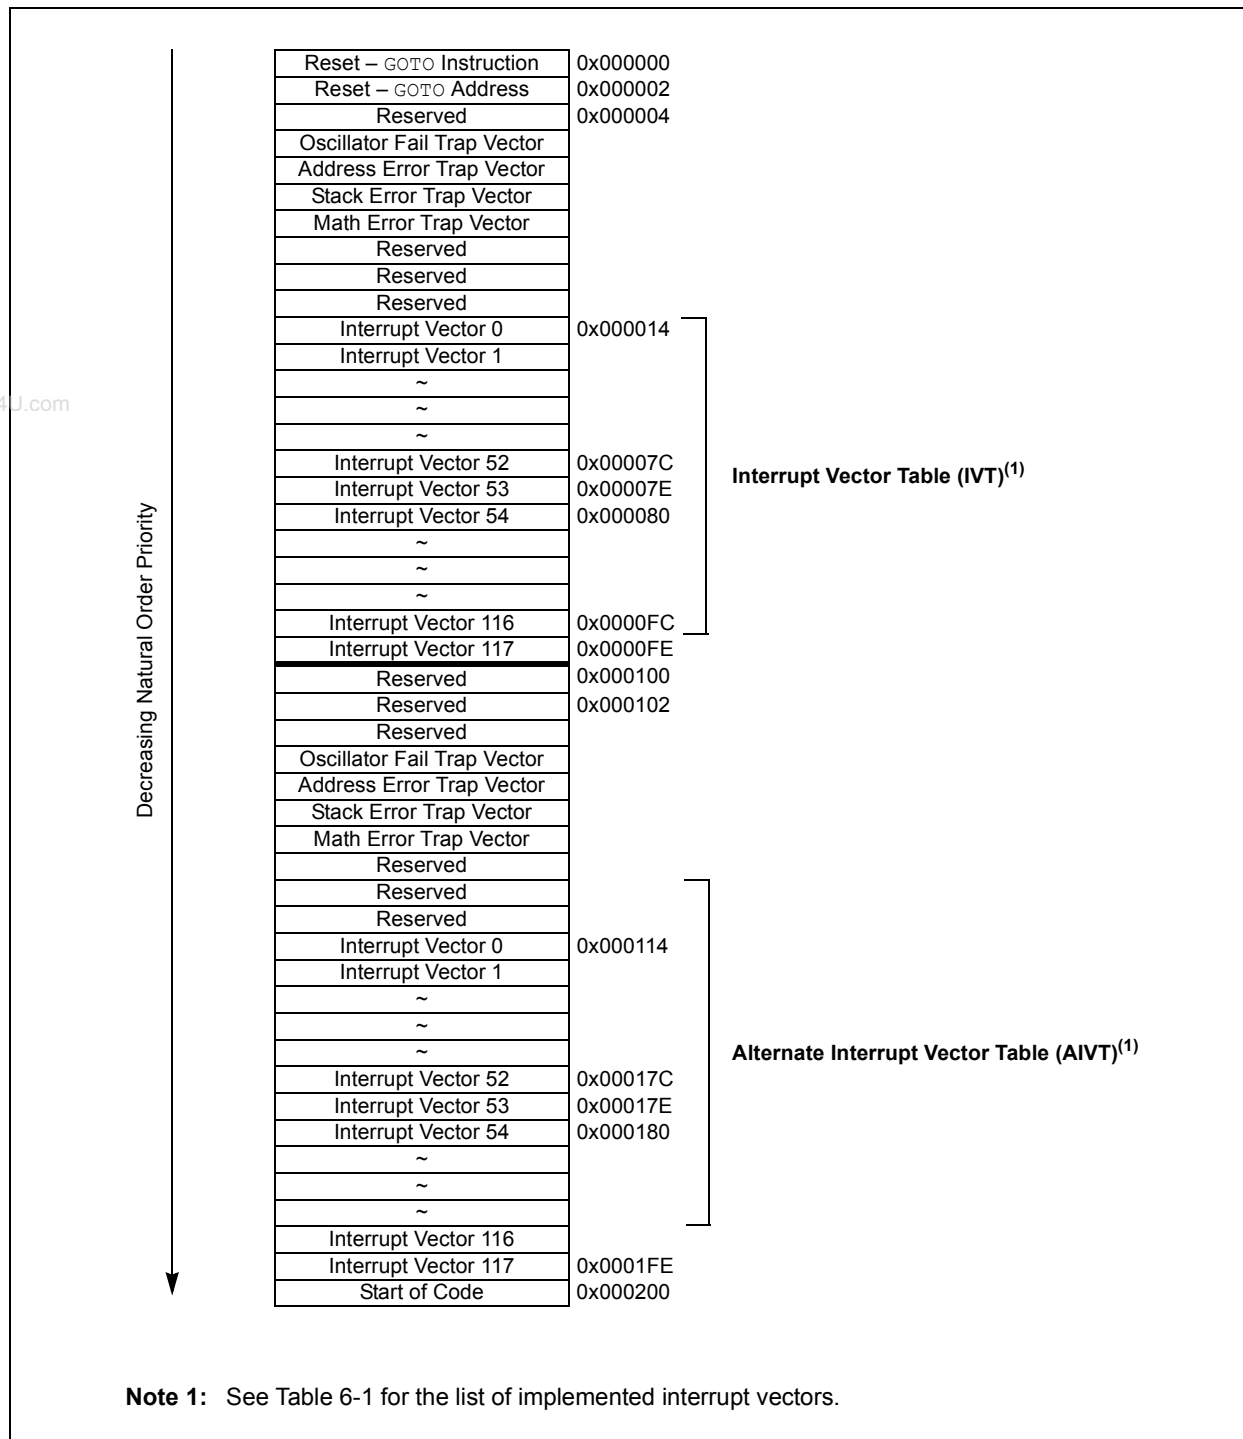 Reset – GOTO Instruction 0x000000
Reset – GOTO Address 0x000002
Reserved 0x000004
Oscillator Fail Trap Vector
Address Error Trap Vector
Stack Error Trap Vector
Math Error Trap Vector
Reserved
Reserved
Reserved
Interrupt Vector 0 0x000014
Interrupt Vector 1
~
4U.com
~
~
Interrupt Vector 52 0x00007C
Interrupt Vector Table (IVT)(1)
Interrupt Vector 53 0x00007E
Interrupt Vector 54 0x000080
~
~
~
Interrupt Vector 116 0x0000FC
Interrupt Vector 117 0x0000FE
Decreasing Natural Order Priority
Reserved 0x000100
Reserved 0x000102
Reserved
Oscillator Fail Trap Vector
Address Error Trap Vector
Stack Error Trap Vector
Math Error Trap Vector
Reserved
Reserved
Reserved
Interrupt Vector 0 0x000114
Interrupt Vector 1
~
~
~
Alternate Interrupt Vector Table (AIVT)(1)
Interrupt Vector 52 0x00017C
Interrupt Vector 53 0x00017E
Interrupt Vector 54 0x000180
~
~
~
Interrupt Vector 116
Interrupt Vector 117 0x0001FE
Start of Code 0x000200
Note 1: See Table 6-1 for the list of implemented interrupt vectors.